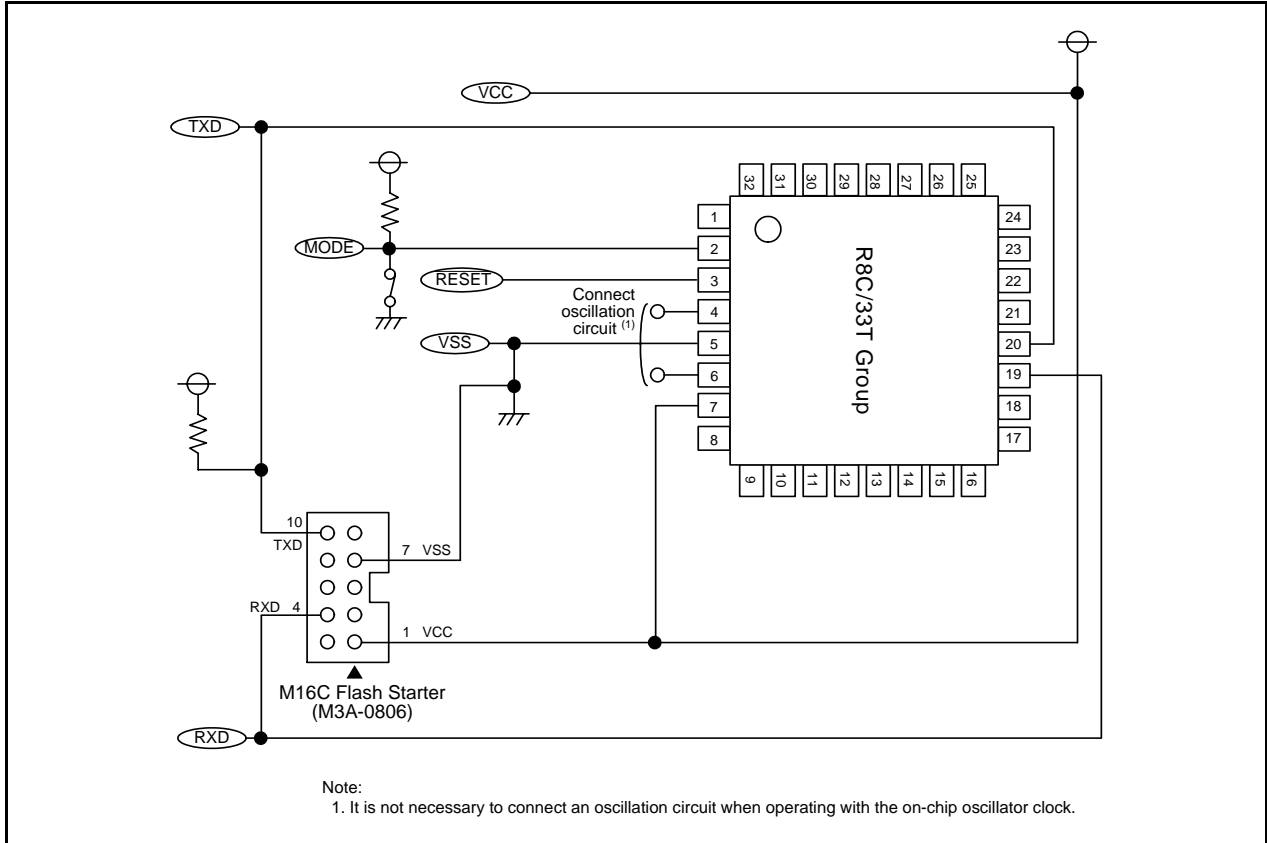 VCC
TXD
MODE
RESET
Connect
oscillation
circuit (1)
VSS
32 31 30 29 28 27 26 25
1
2
3
4
5
6
7
8
R8C/33T Group
24
23
22
21
20
19
18
17
9 10 11 12 13 14 15 16
10
TXD
7 VSS
RXD 4
1 VCC
M16C Flash Starter
(M3A-0806)
RXD
Note:
1. It is not necessary to connect an oscillation circuit when operating with the on-chip oscillator clock.